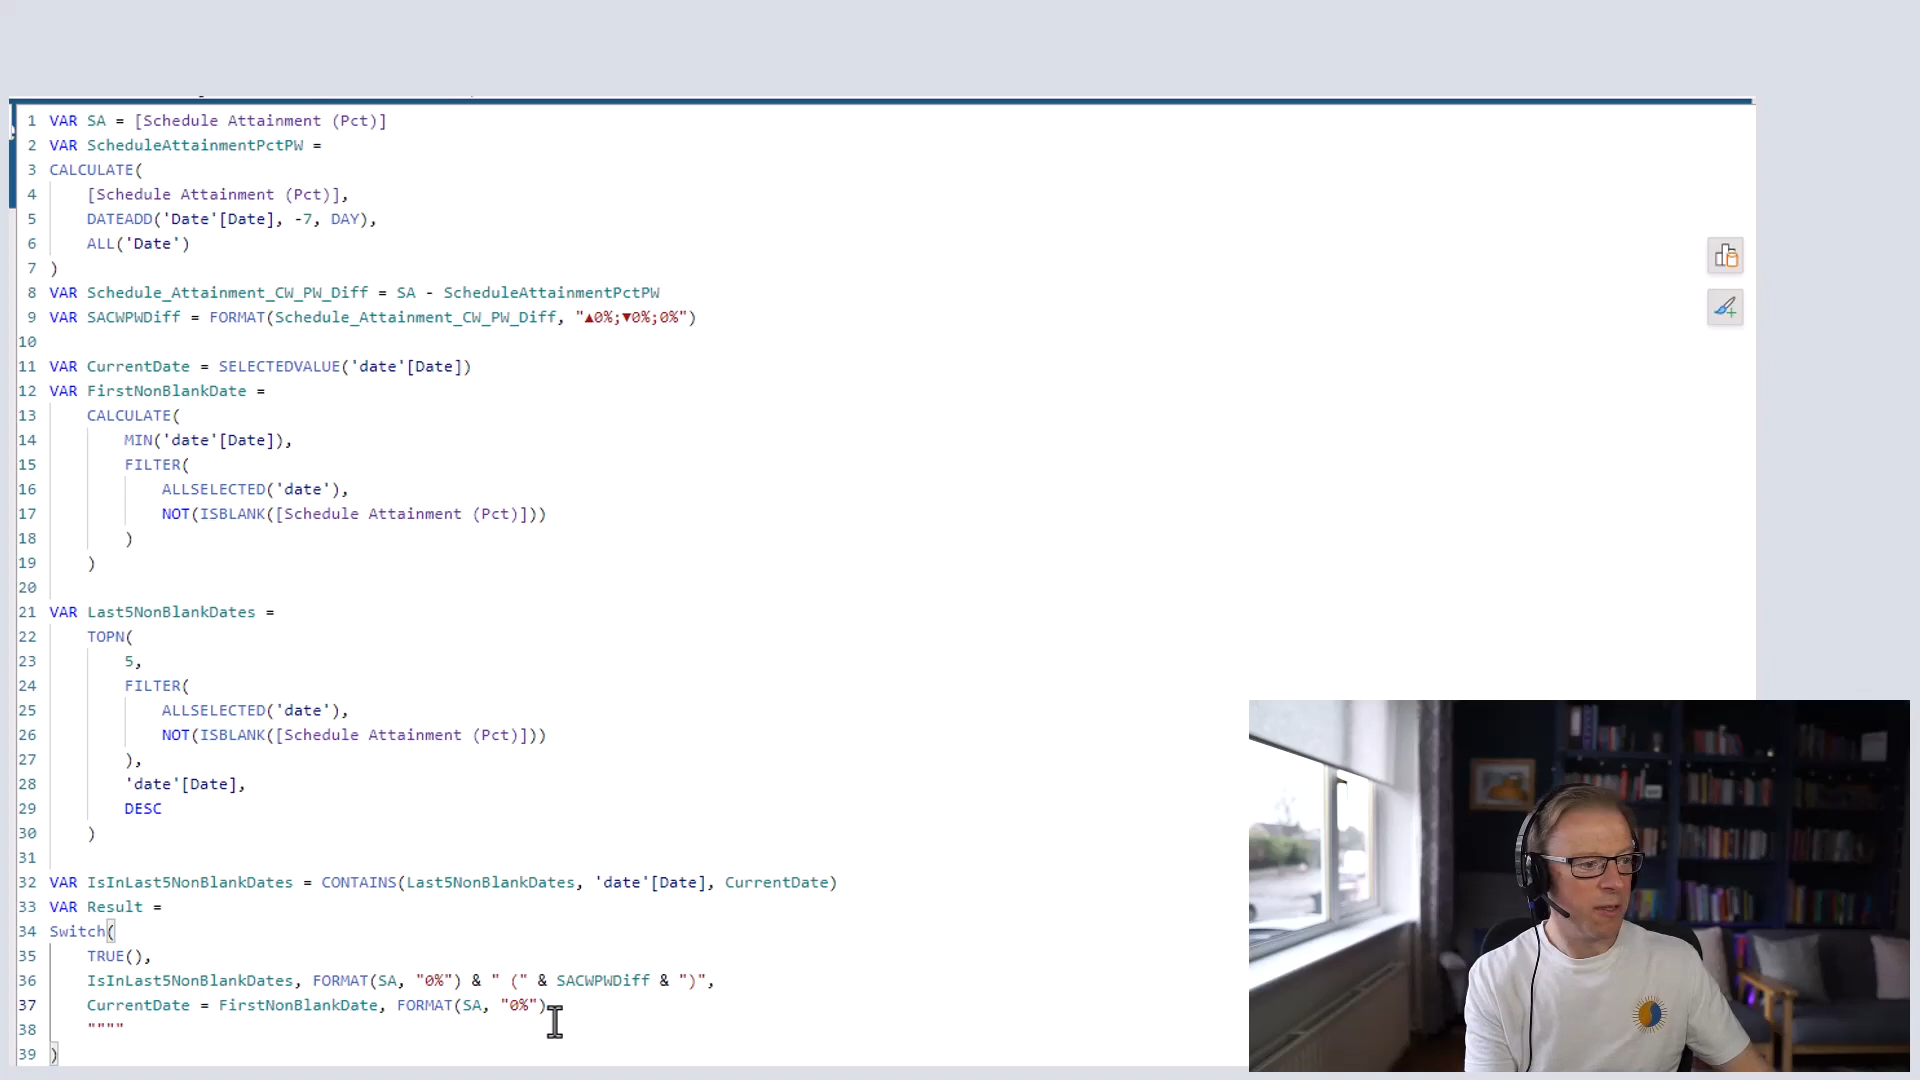 1 VAR SA = [Schedule Attainment (Pct)]
2 VAR ScheduleAttainmentPctPW =
3 CALCULATE(
4 [Schedule Attainment (Pct)],
5 DATEADD('Date'[Date], -7, DAY),
6 ALL('Date')
7 )
8 VAR Schedule_Attainment_CW_PW_Diff = SA - ScheduleAttainmentPctPW
9 VAR SACWPWDiff = FORMAT(Schedule_Attainment_CW_PW_Diff, "▲0%;▼0%;0%")
10
11 VAR CurrentDate = SELECTEDVALUE('date'[Date])
12 VAR FirstNonBlankDate =
13 CALCULATE(
14 MIN('date'[Date]),
15 FILTER(
16 ALLSELECTED('date'),
17 NOT(ISBLANK([Schedule Attainment (Pct)]))
18 )
19 )
20
21 VAR Last5NonBlankDates =
22 TOPN(
23 5,
24 FILTER(
25 ALLSELECTED('date'),
26 NOT(ISBLANK([Schedule Attainment (Pct)]))
27 ),
28 'date'[Date],
29 DESC
30 )
31
32 VAR IsInLast5NonBlankDates = CONTAINS(Last5NonBlankDates, 'date'[Date], CurrentDate)
33 VAR Result =
34 Switch(
35 TRUE(),
36 IsInLast5NonBlankDates, FORMAT(SA, "0%") & " (" & SACWPWDiff & ")",
37 CurrentDate = FirstNonBlankDate, FORMAT(SA, "0%")
38 """"
39 )